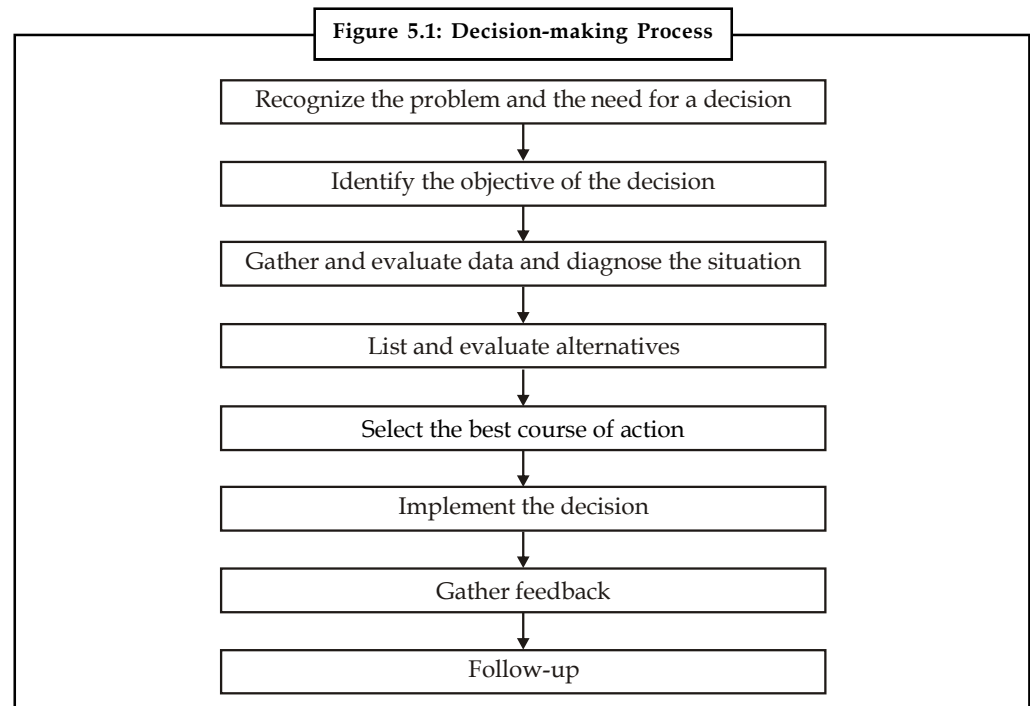 Figure 5.1: Decision-making Process
Recognize the problem and the need for a decision
Identify the objective of the decision
Gather and evaluate data and diagnose the situation
List and evaluate alternatives
Select the best course of action
Implement the decision
Gather feedback
Follow-up